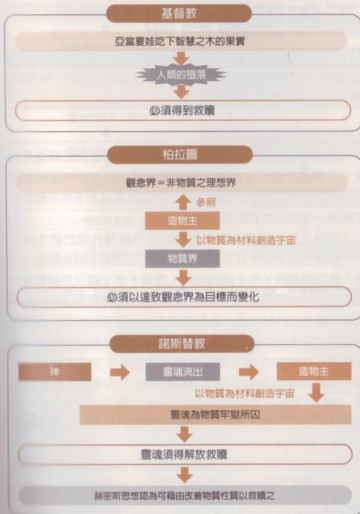 基督教
亞當夏娃吃下智慧之木的果實
人類的墮落
必須得到救贖
柏拉圖
觀念界=非物質之理想界
參照
造物主
以物質為材料創造宇宙
物質界
必須以達致觀念界為目標而變化
諾斯替教
神
靈魂流出
造物主
以物質為材料創造宇宙
靈魂為物質牢獄所囚
靈魂須得解放救贖
赫密斯思想認為可藉由改善物質性質以救贖之